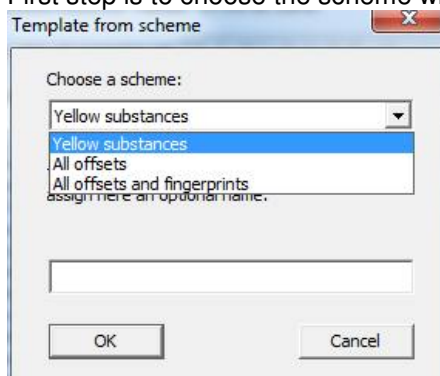 Template from scheme
Choose a scheme:
Yellow substances
Yellow substances
All offsets
All offsets and fingerprints
assign here an optional name:
OK
Cancel